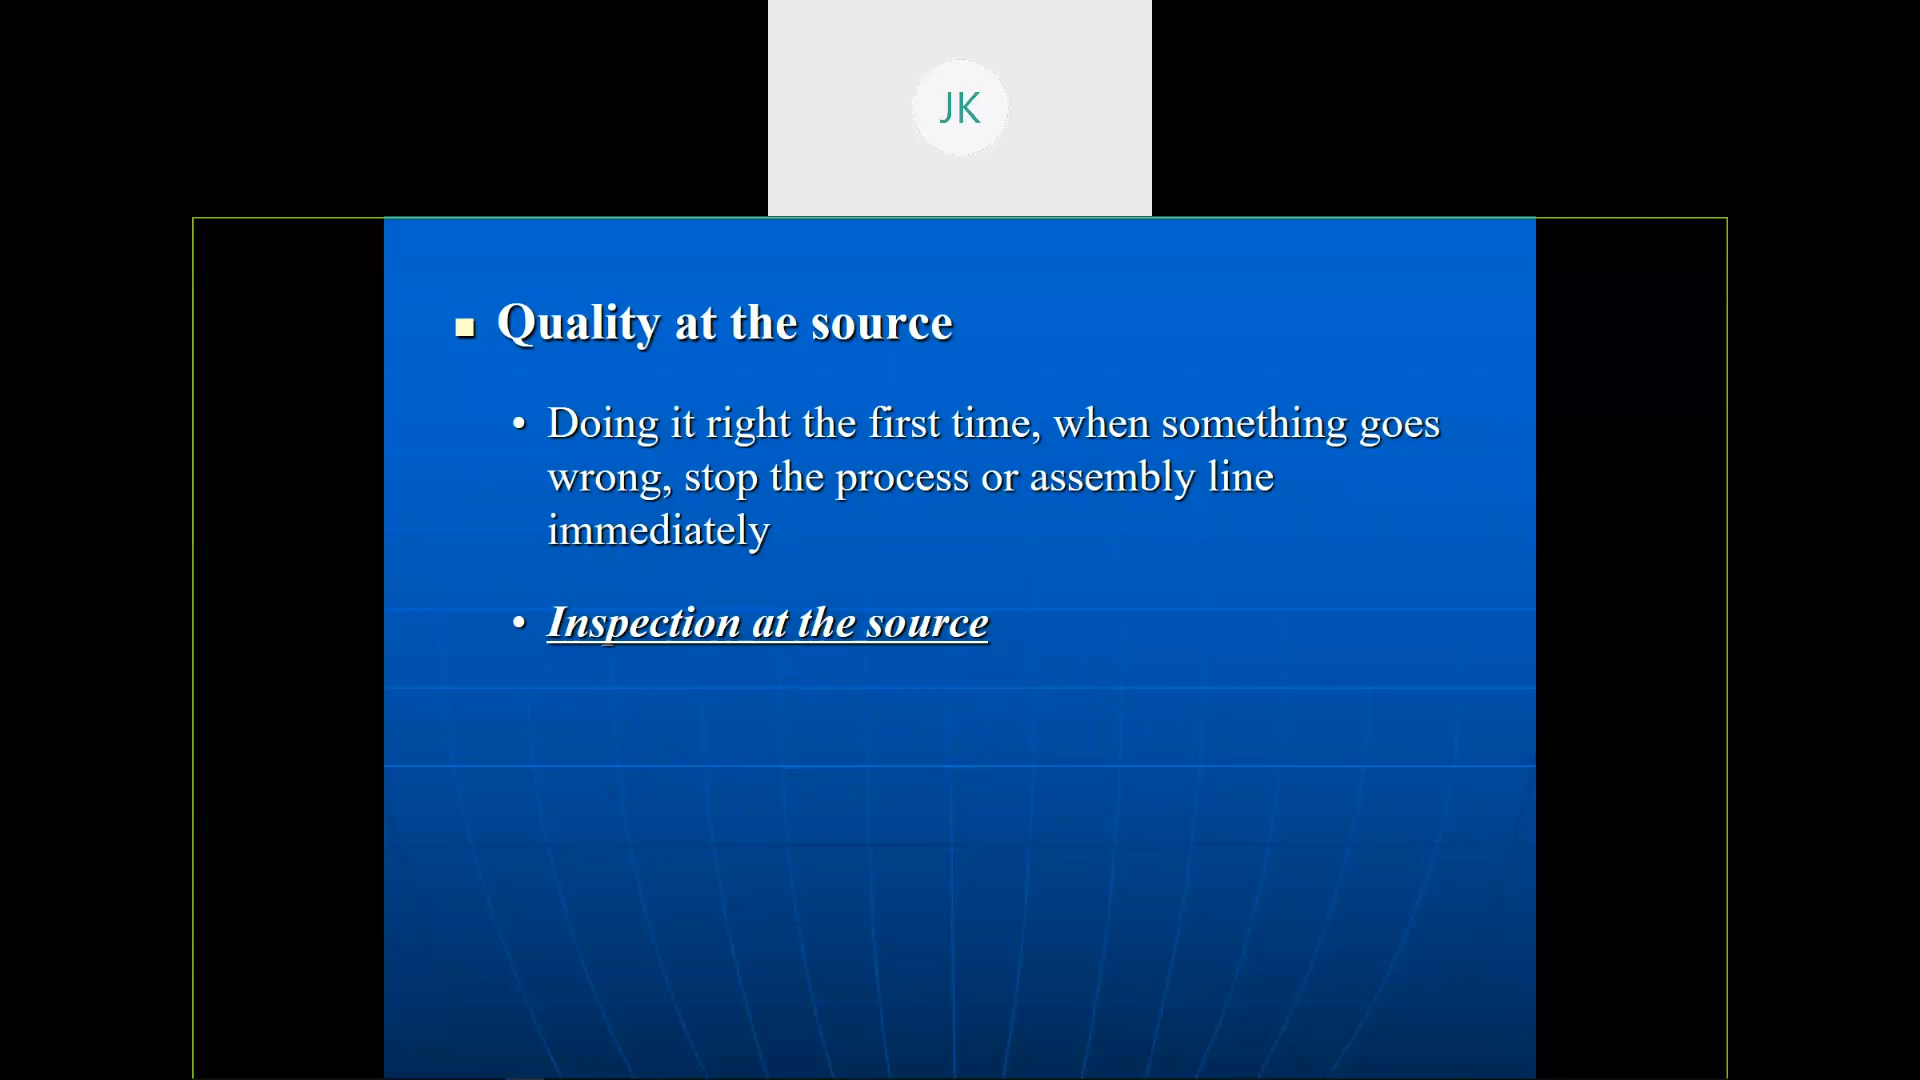 JK
Quality at the source
• Doing it right the first time, when something goes
wrong, stop the process or assembly line
immediately
• Inspection at the source